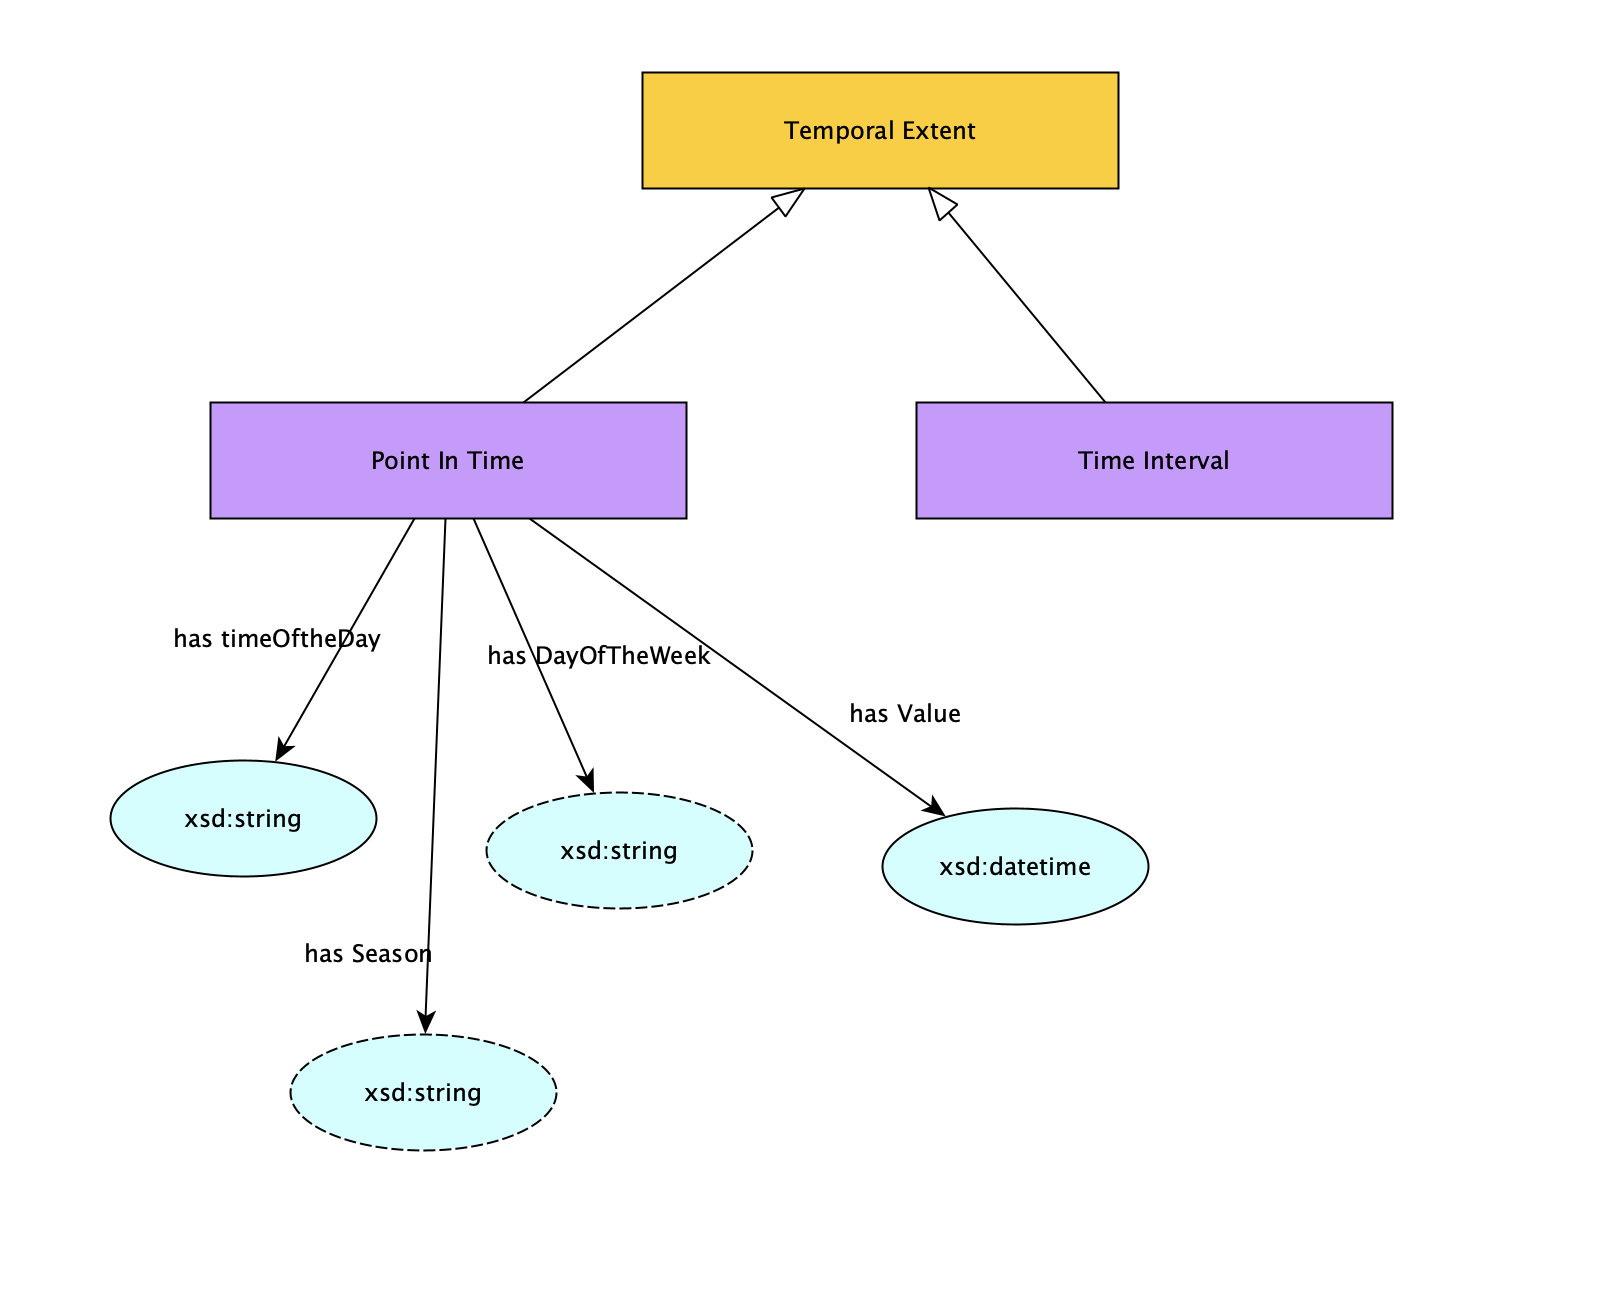 Temporal Extent
Point In Time
Time Interval
has timeOftheDay
has DayOfTheWeek
has Value
xsd:string
xsd:string
xsd:datetime
has Season
xsd:string